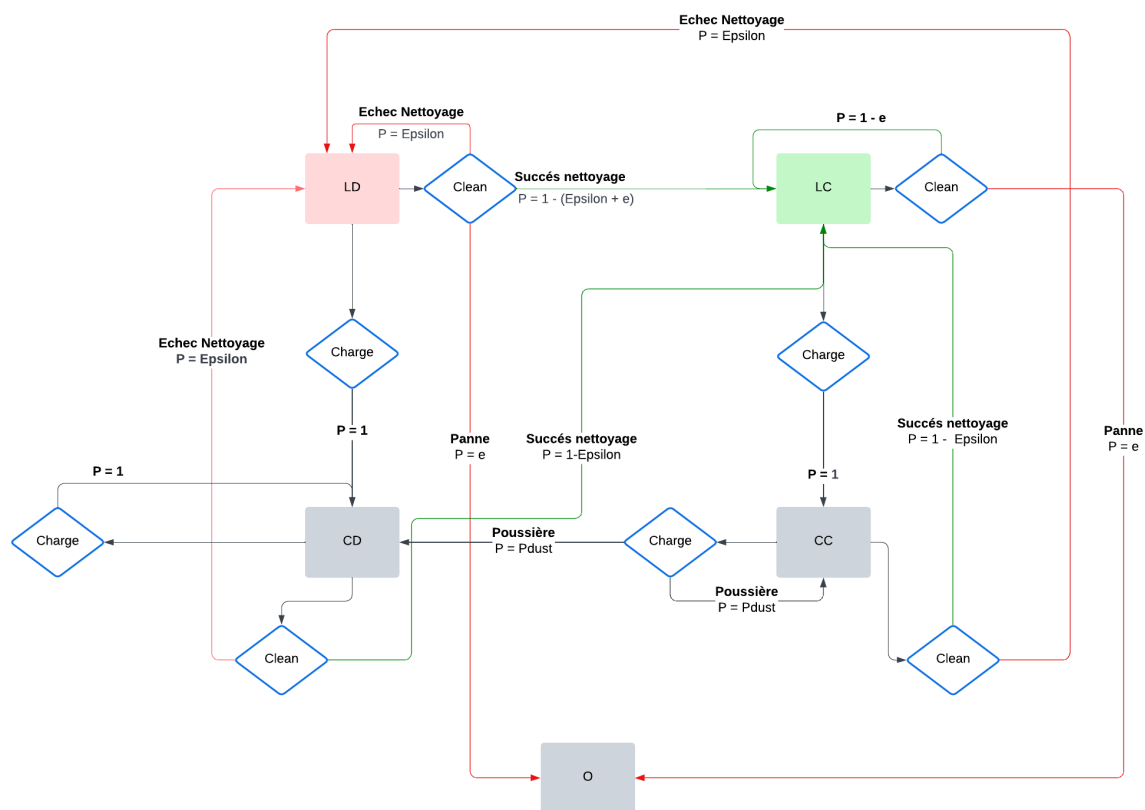 Echec Nettoyage
P = Epsilon
Echec Nettoyage
P = Epsilon
P = 1 - e
LD
Clean
Succés nettoyage
P = 1 - (Epsilon + e)
LC
Clean
Echec Nettoyage
P = Epsilon
Charge
Charge
P = 1
Panne
P = e
Succés nettoyage
P = 1-Epsilon
Succés nettoyage
P = 1 - Epsilon
Panne
P = e
P = 1
P = 1
Charge
CD
Poussière
P = Pdust
Charge
CC
Poussière
P = Pdust
Clean
Clean
O